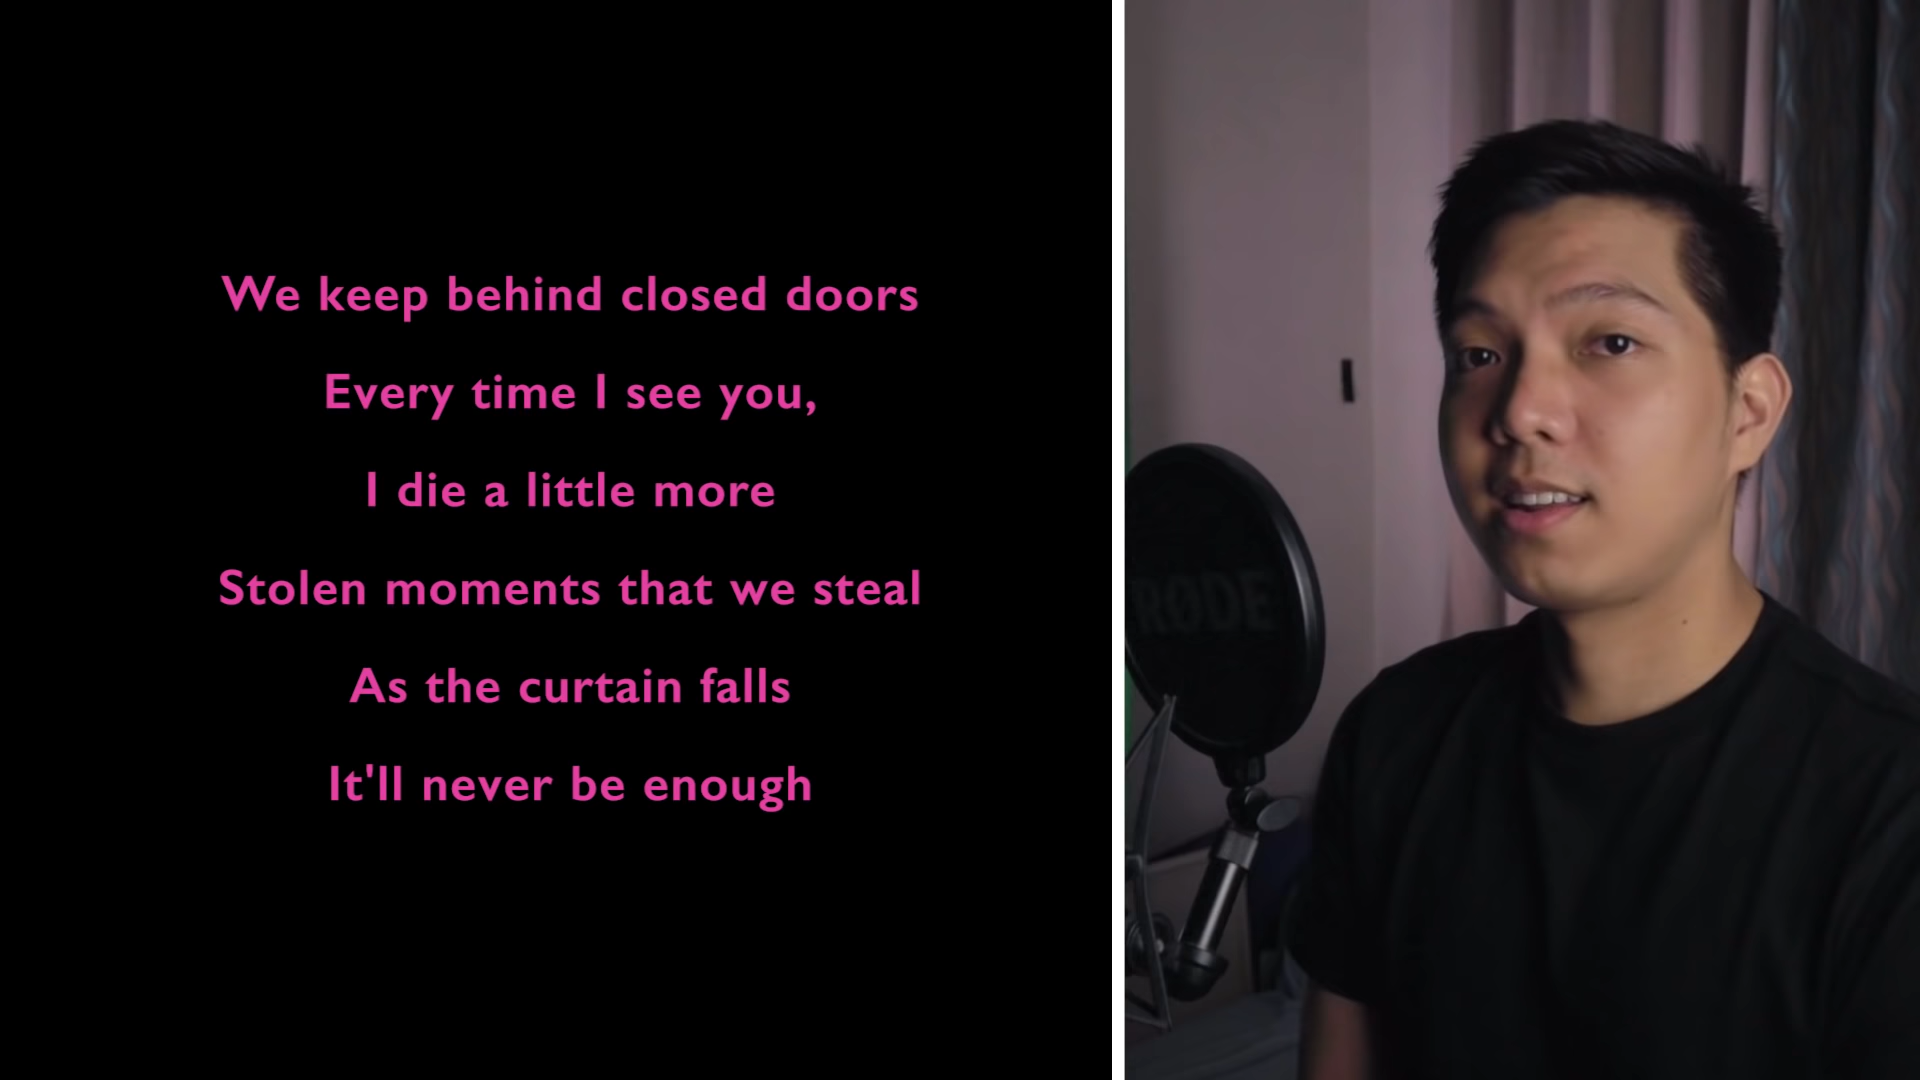 We keep behind closed doors
Every time I see you,
I die a little more
Stolen moments that we steal
As the curtain falls
It'll never be enough
RØDE